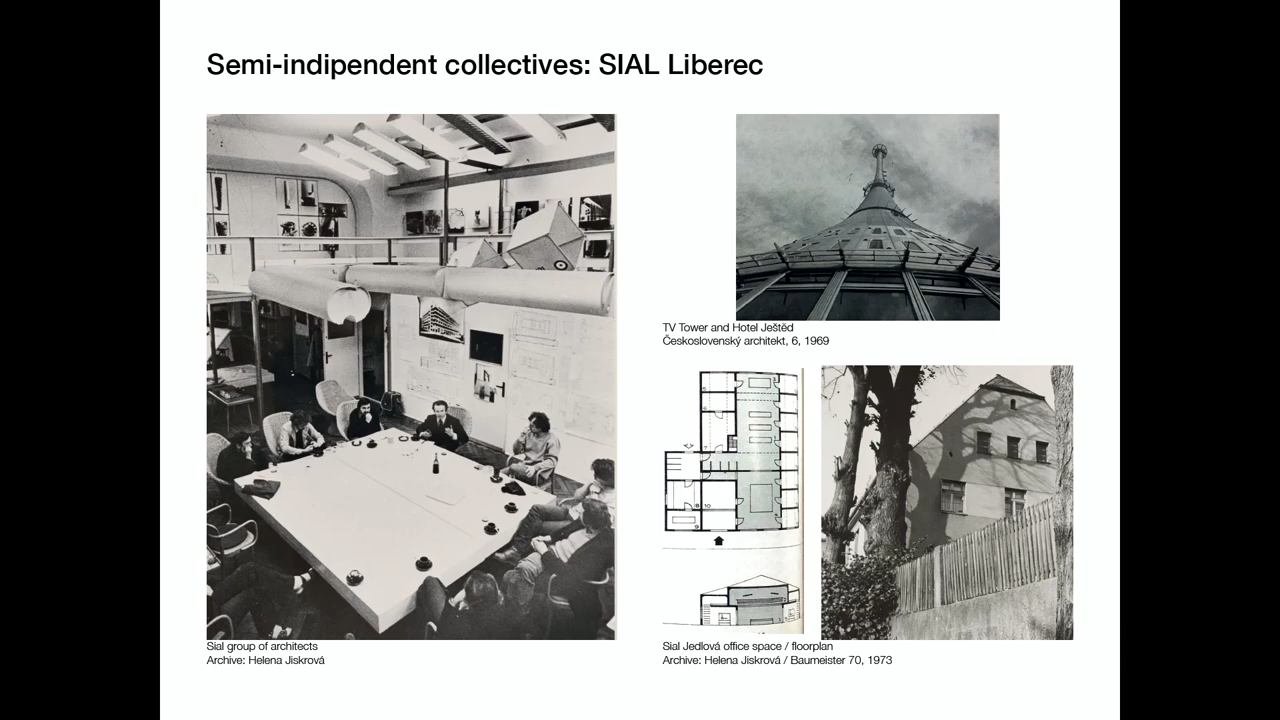 Semi-indipendent collectives: SIAL Liberec
TV Tower and Hotel Ještěd
Československý architekt, 6, 1969
Sial group of architects
Archive: Helena Jiskrová
Sial Jedlová office space / floorplan
Archive: Helena Jiskrová / Baumeister 70, 1973